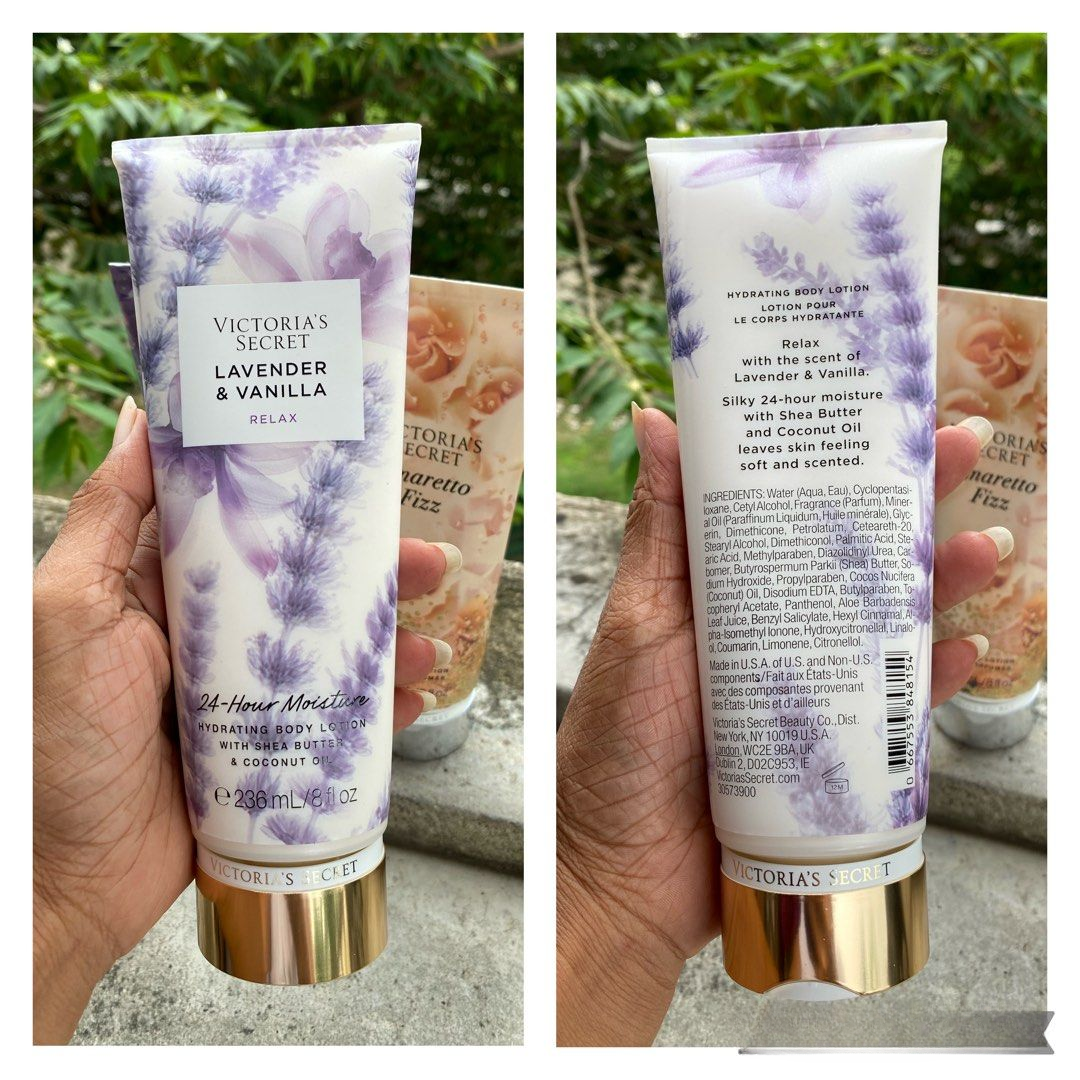 VICTORIA'S
SECRET
LAVENDER
& VANILLA
RELAX
24-Hour Moisture
HYDRATING BODY LOTION
WITH SHEA BUTTER
& COCONUT OIL
e 236 mL/8 fl oz
VICTORIA'S SECRET
CTORIA'S
SECRET
maretto
Fizz
HYDRATING BODY LOTION
LOTION POUR
LE CORPS HYDRATANTE
Relax
with the scent of
Lavender & Vanilla.
Silky 24-hour moisture
with Shea Butter
and Coconut Oil
leaves skin feeling
soft and scented.
INGREDIENTS: Water (Aqua, Eau), Cyclopentasi-
loxane, Cetyl Alcohol, Fragrance (Parfum), Miner-
al Oil (Paraffinum Liquidum, Huile minérale), Glyc-
erin, Dimethicone, Petrolatum, Ceteareth-20,
Stearyl Alcohol, Dimethiconol, Palmitic Acid, Ste-
aric Acid, Methylparaben, Diazolidinyl Urea, Car-
bomer, Butyrospermum Parkii (Shea) Butter, So-
dium Hydroxide, Propylparaben, Cocos Nucifera
(Coconut) Oil, Disodium EDTA, Butylparaben, To-
copheryl Acetate, Panthenol, Aloe Barbadensis
Leaf Juice, Benzyl Salicylate, Hexyl Cinnamal, Al-
pha-Isomethyl Ionone, Hydroxycitronellal, Linalo-
ol, Coumarin, Limonene, Citronellol.
Made in U.S.A. of U.S. and Non-U.S.
components/Fait aux États-Unis
avec des composantes provenant
des États-Unis et d'ailleurs
Victoria's Secret Beauty Co., Dist.
New York, NY 10019 U.S.A.
London, WC2E 9BA, UK
Dublin 2, D02C953, IE
VictoriasSecret.com
30573900
12M
0 667553 848154
VICTORIA'S SECRET
CTORIA'S
SECRET
naretto
Fizz